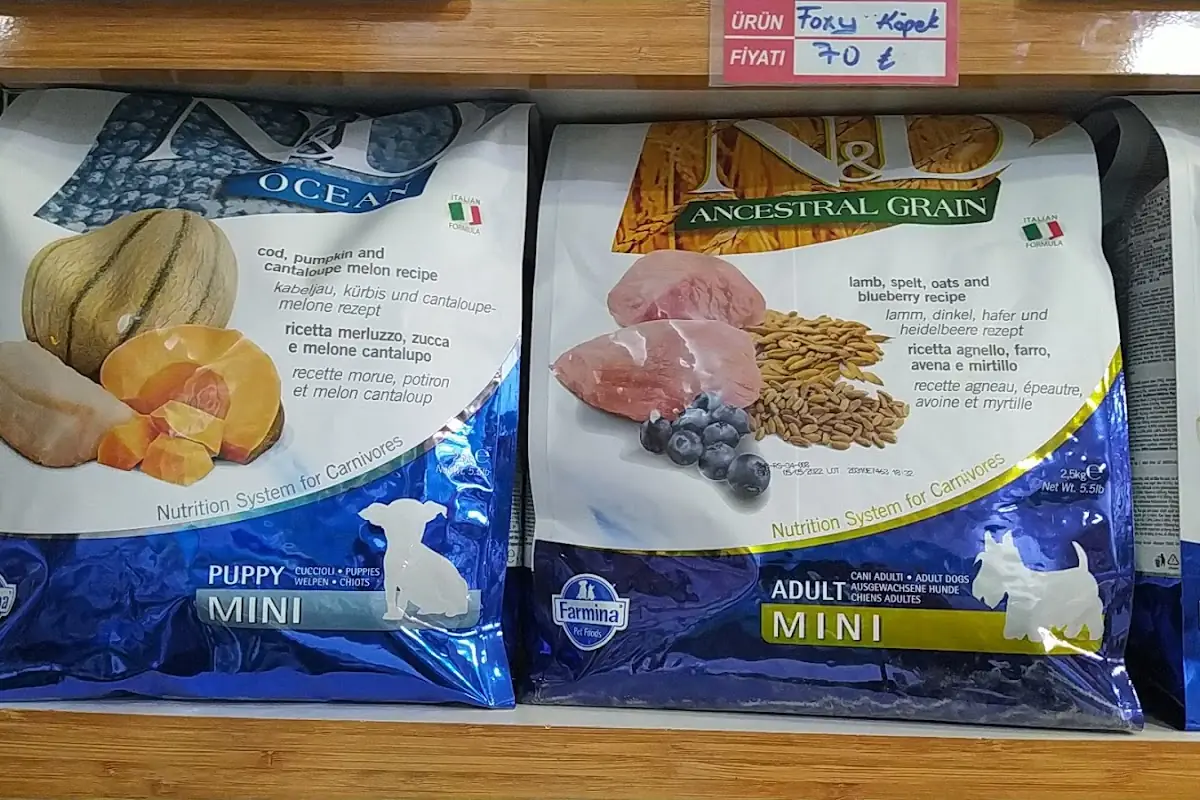 ÜRÜN Foxy Köpek
FİYATI 70 ₺
N&D
OCEAN
ITALIAN
FORMULA
cod, pumpkin and
cantaloupe melon recipe
kabeljau, kürbis und cantaloupe-
melone rezept
ricetta merluzzo, zucca
e melone cantalupo
recette morue, potiron
et melon cantaloup
Nutrition System for Carnivores
Net Wt. 5.5lb
PUPPY
CUCCIOLI • PUPPIES
WELPEN • CHIOTS
MINI
N&D
ANCESTRAL GRAIN
ITALIAN
FORMULA
lamb, spelt, oats and
blueberry recipe
lamm, dinkel, hafer und
heidelbeere rezept
ricetta agnello, farro,
avena e mirtillo
recette agneau, épeautre,
avoine et myrtille
Nutrition System for Carnivores
2,5kg e
Net Wt. 5.5lb
Farmina
Pet Foods
ADULT
CANI ADULTI • ADULT DOGS
AUSGEWACHSENE HUNDE
CHIENS ADULTES
MINI